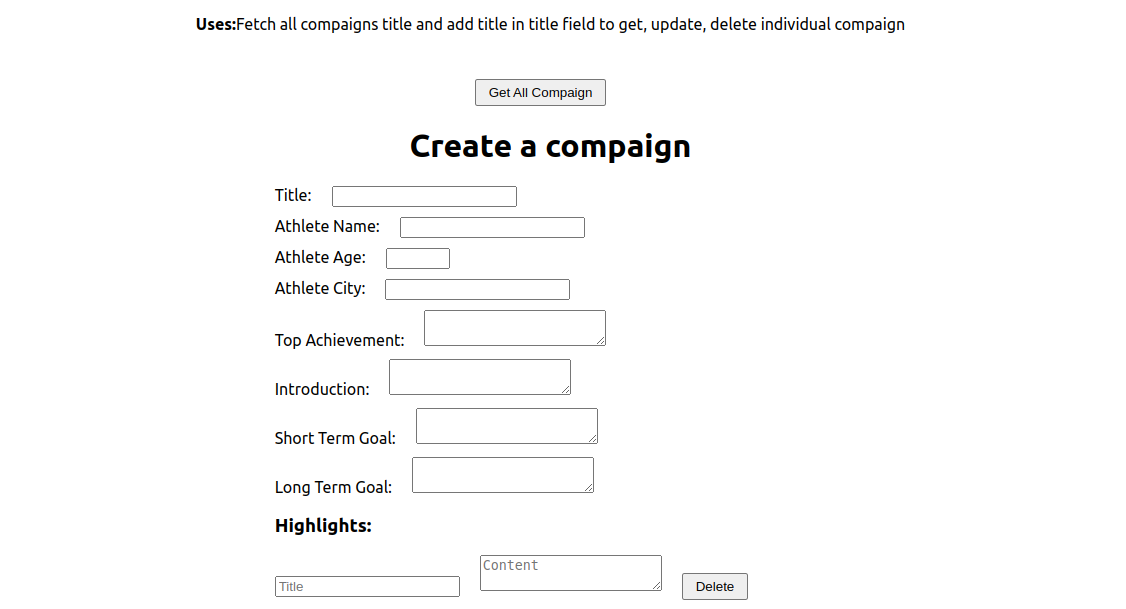 Uses:Fetch all compaigns title and add title in title field to get, update, delete individual compaign
Get All Compaign
Create a compaign
Title:
Athlete Name:
Athlete Age:
Athlete City:
Top Achievement:
Introduction:
Short Term Goal:
Long Term Goal:
Highlights:
Title Content Delete